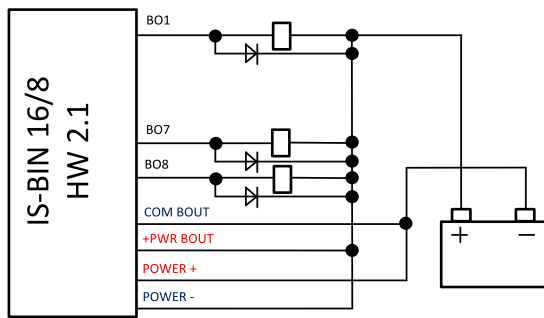 IS-BIN 16/8
HW 2.1
BO1
BO7
BO8
COM BOUT
+PWR BOUT
POWER +
POWER -
+ −